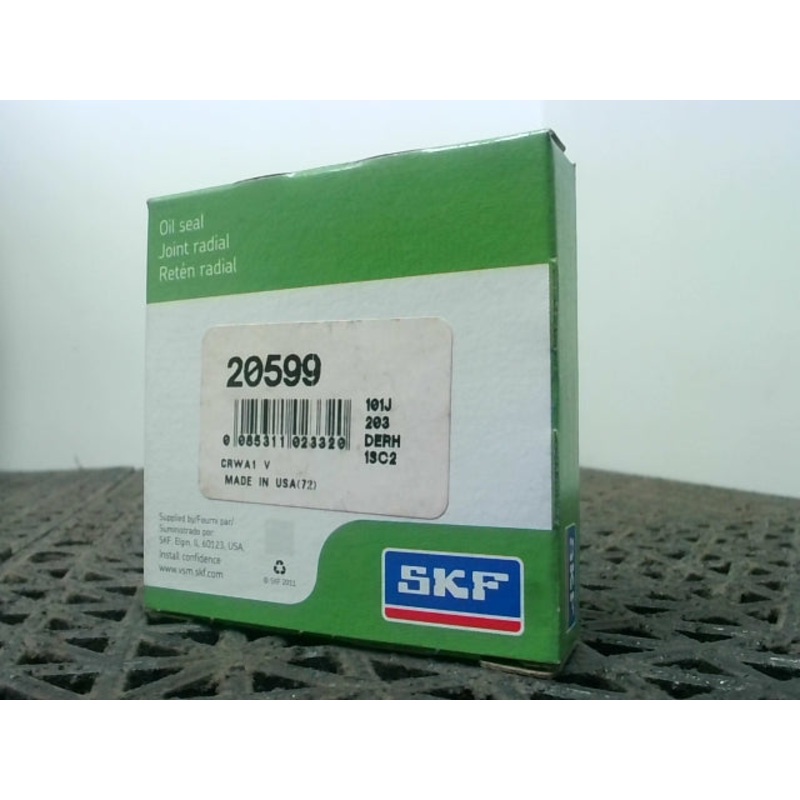 Oil seal
Joint radial
Retén radial
20599
101J
203
0 085311 023320
DERH
13C2
CRWA1 V
MADE IN USA(72)
Supplied by/Fourni par/
Suministrado por:
SKF, Elgin, IL 60123, USA.
Install confidence
www.vsm.skf.com
© SKF 2011
SKF